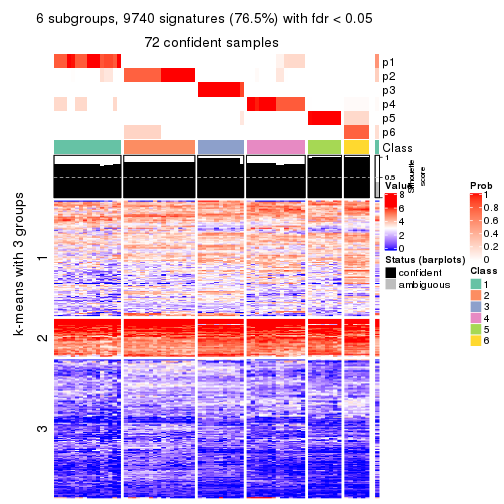 6 subgroups, 9740 signatures (76.5%) with fdr < 0.05
72 confident samples
p1
p2
p3
p4
p5
p6
Class
1
0.5
0
Silhouette
score
k-means with 3 groups
1
2
3
Value
8
6
4
2
0
Status (barplots)
confident
ambiguous
Prob
1
0.8
0.6
0.4
0.2
0
Class
1
2
3
4
5
6